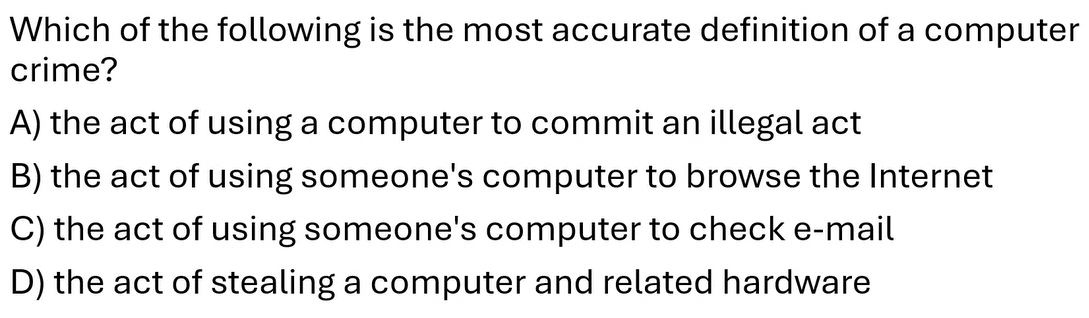 Which of the following is the most accurate definition of a computer
crime?
A) the act of using a computer to commit an illegal act
B) the act of using someone's computer to browse the Internet
C) the act of using someone's computer to check e-mail
D) the act of stealing a computer and related hardware